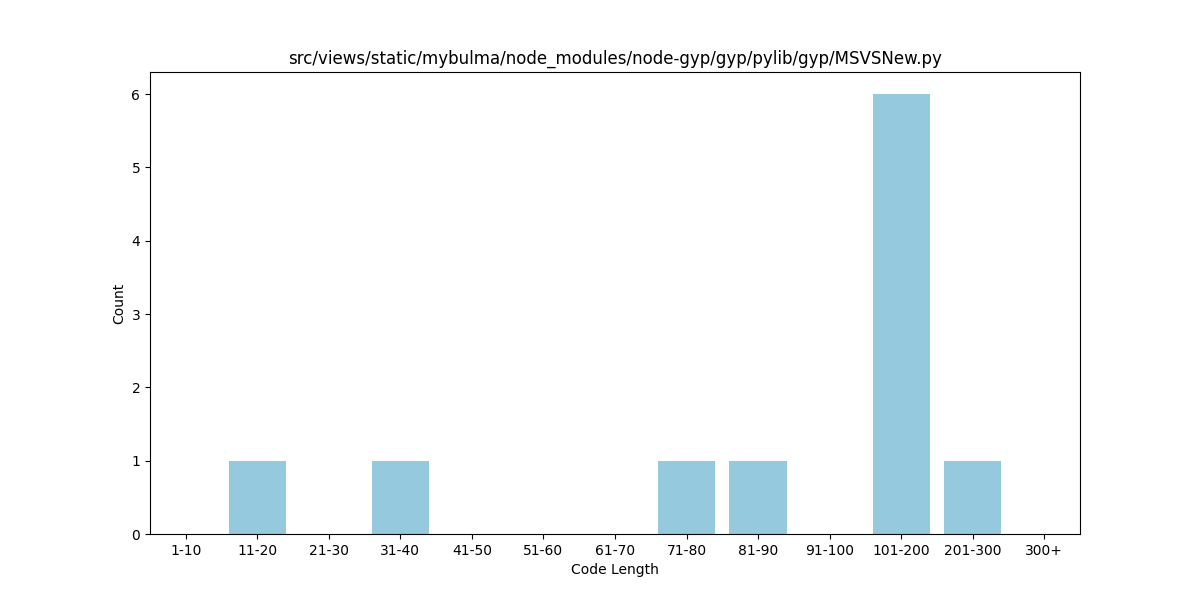 src/views/static/mybulma/node_modules/node-gyp/gyp/pylib/gyp/MSVSNew.py
6
5
4
3
2
1
0
Count
1-10 11-20 21-30 31-40 41-50 51-60 61-70 71-80 81-90 91-100 101-200 201-300 300+
Code Length